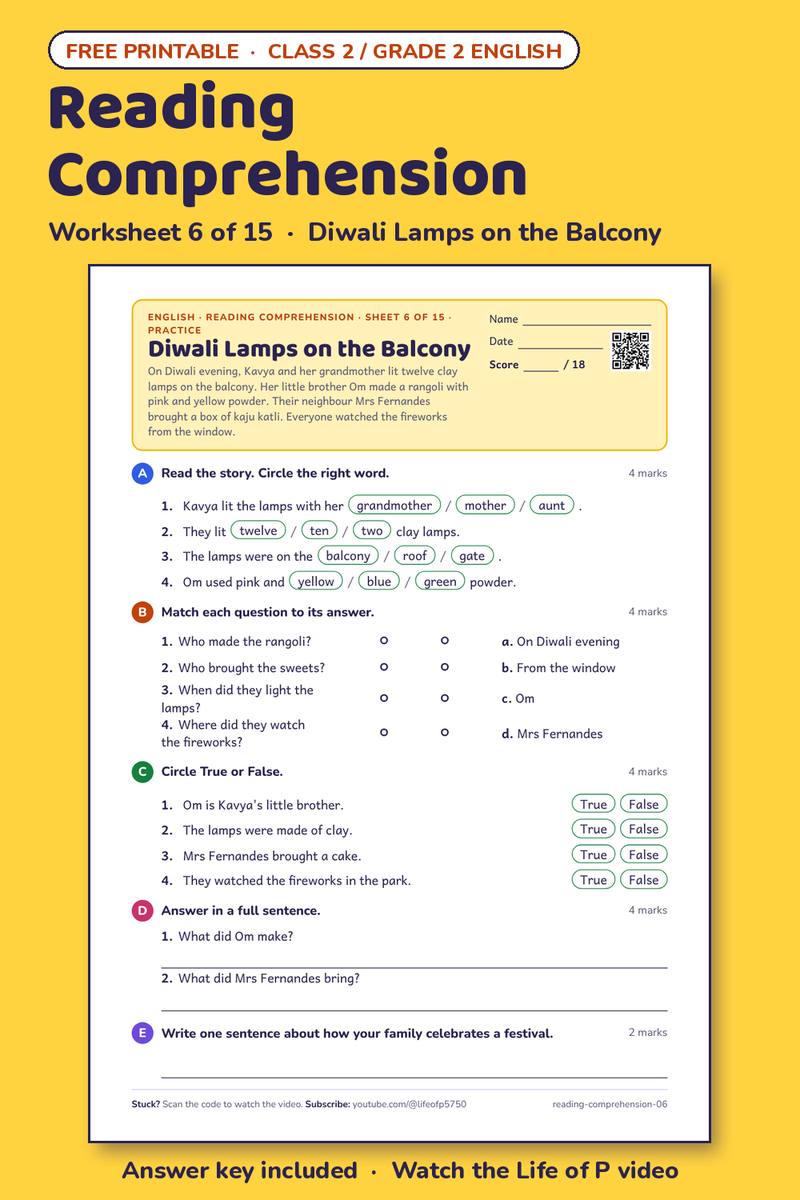 FREE PRINTABLE · CLASS 2 / GRADE 2 ENGLISH
Reading
Comprehension
Worksheet 6 of 15 · Diwali Lamps on the Balcony
ENGLISH · READING COMPREHENSION · SHEET 6 OF 15 ·
PRACTICE
Diwali Lamps on the Balcony
On Diwali evening, Kavya and her grandmother lit twelve clay
lamps on the balcony. Her little brother Om made a rangoli with
pink and yellow powder. Their neighbour Mrs Fernandes
brought a box of kaju katli. Everyone watched the fireworks
from the window.
Name
Date
Score ______ / 18
A Read the story. Circle the right word. 4 marks
1. Kavya lit the lamps with her grandmother / mother / aunt .
2. They lit twelve / ten / two clay lamps.
3. The lamps were on the balcony / roof / gate .
4. Om used pink and yellow / blue / green powder.
B Match each question to its answer. 4 marks
1. Who made the rangoli? a. On Diwali evening
2. Who brought the sweets? b. From the window
3. When did they light the
lamps? c. Om
4. Where did they watch
the fireworks? d. Mrs Fernandes
C Circle True or False. 4 marks
1. Om is Kavya's little brother. True False
2. The lamps were made of clay. True False
3. Mrs Fernandes brought a cake. True False
4. They watched the fireworks in the park. True False
D Answer in a full sentence. 4 marks
1. What did Om make?
2. What did Mrs Fernandes bring?
E Write one sentence about how your family celebrates a festival. 2 marks
Stuck? Scan the code to watch the video. Subscribe: youtube.com/@lifeofp5750 reading-comprehension-06
Answer key included · Watch the Life of P video